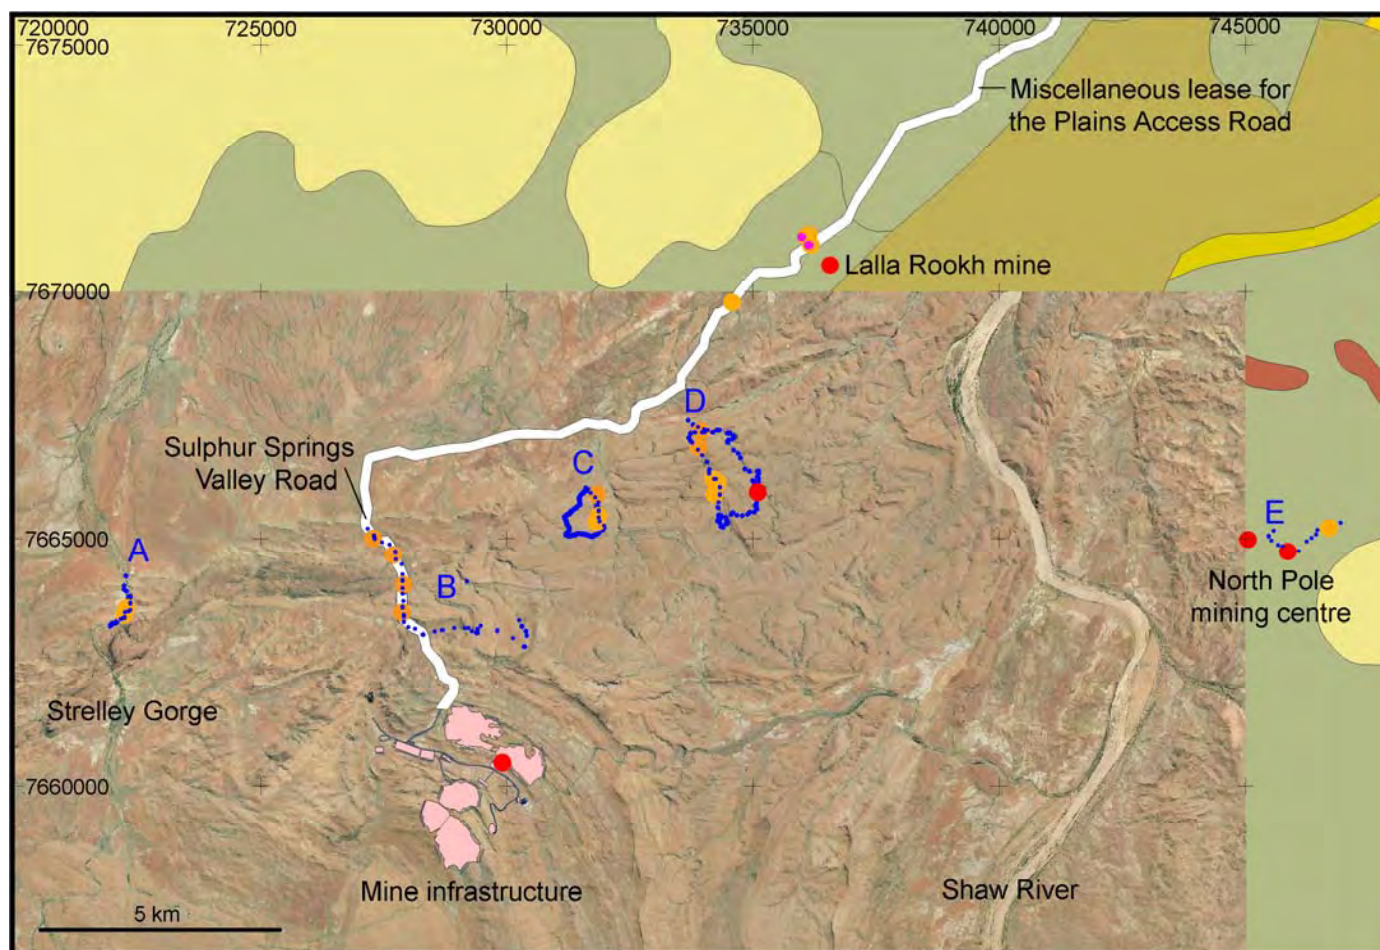 720000
725000
730000
735000
740000
745000
7675000
Miscellaneous lease for
the Plains Access Road
Lalla Rookh mine
7670000
D
Sulphur Springs
Valley Road
C
7665000
A
E
B
North Pole
mining centre
Strelley Gorge
7660000
Mine infrastructure
Shaw River
5 km